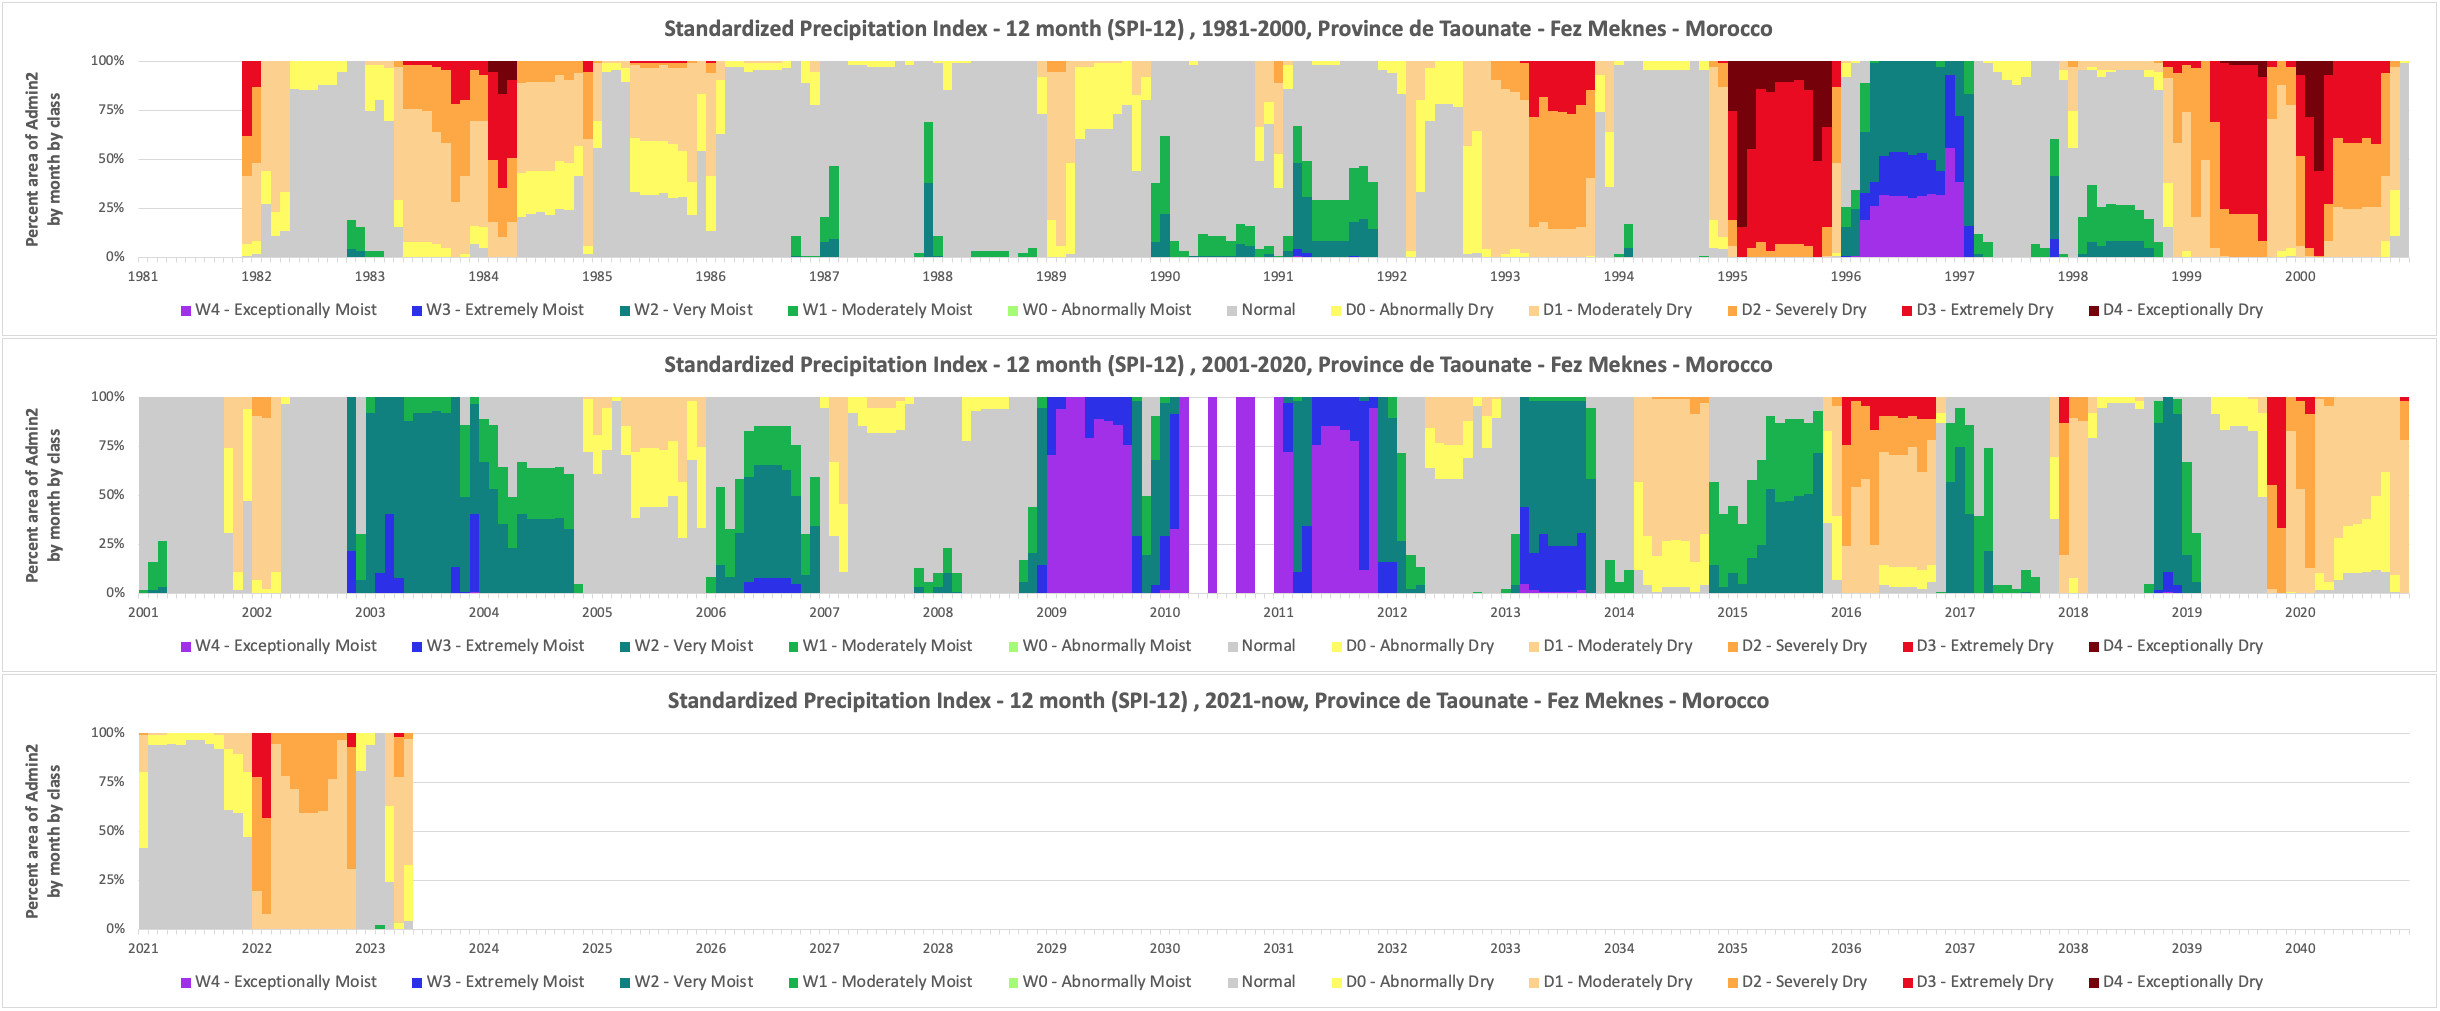 Standardized Precipitation Index - 12 month (SPI-12) , 1981-2000, Province de Taounate - Fez Meknes - Morocco
Percent area of Admin2
by month by class
100%
75%
50%
25%
0%
1981 1982 1983 1984 1985 1986 1987 1988 1989 1990 1991 1992 1993 1994 1995 1996 1997 1998 1999 2000
W4 - Exceptionally Moist W3 - Extremely Moist W2 - Very Moist W1 - Moderately Moist W0 - Abnormally Moist Normal D0 - Abnormally Dry D1 - Moderately Dry D2 - Severely Dry D3 - Extremely Dry D4 - Exceptionally Dry
Standardized Precipitation Index - 12 month (SPI-12) , 2001-2020, Province de Taounate - Fez Meknes - Morocco
Percent area of Admin2
by month by class
100%
75%
50%
25%
0%
2001 2002 2003 2004 2005 2006 2007 2008 2009 2010 2011 2012 2013 2014 2015 2016 2017 2018 2019 2020
W4 - Exceptionally Moist W3 - Extremely Moist W2 - Very Moist W1 - Moderately Moist W0 - Abnormally Moist Normal D0 - Abnormally Dry D1 - Moderately Dry D2 - Severely Dry D3 - Extremely Dry D4 - Exceptionally Dry
Standardized Precipitation Index - 12 month (SPI-12) , 2021-now, Province de Taounate - Fez Meknes - Morocco
Percent area of Admin2
by month by class
100%
75%
50%
25%
0%
2021 2022 2023 2024 2025 2026 2027 2028 2029 2030 2031 2032 2033 2034 2035 2036 2037 2038 2039 2040
W4 - Exceptionally Moist W3 - Extremely Moist W2 - Very Moist W1 - Moderately Moist W0 - Abnormally Moist Normal D0 - Abnormally Dry D1 - Moderately Dry D2 - Severely Dry D3 - Extremely Dry D4 - Exceptionally Dry